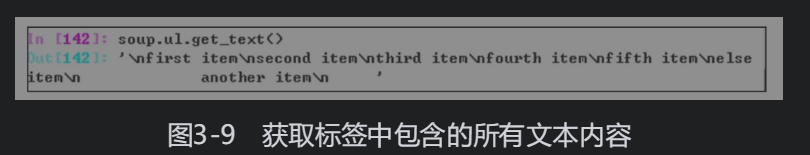 In [142]: soup.ul.get_text()
Out[142]: '\nfirst item\nsecond item\nthird item\nfourth item\nfifth item\nelse
item\n            another item\n      '
图3-9 获取标签中包含的所有文本内容